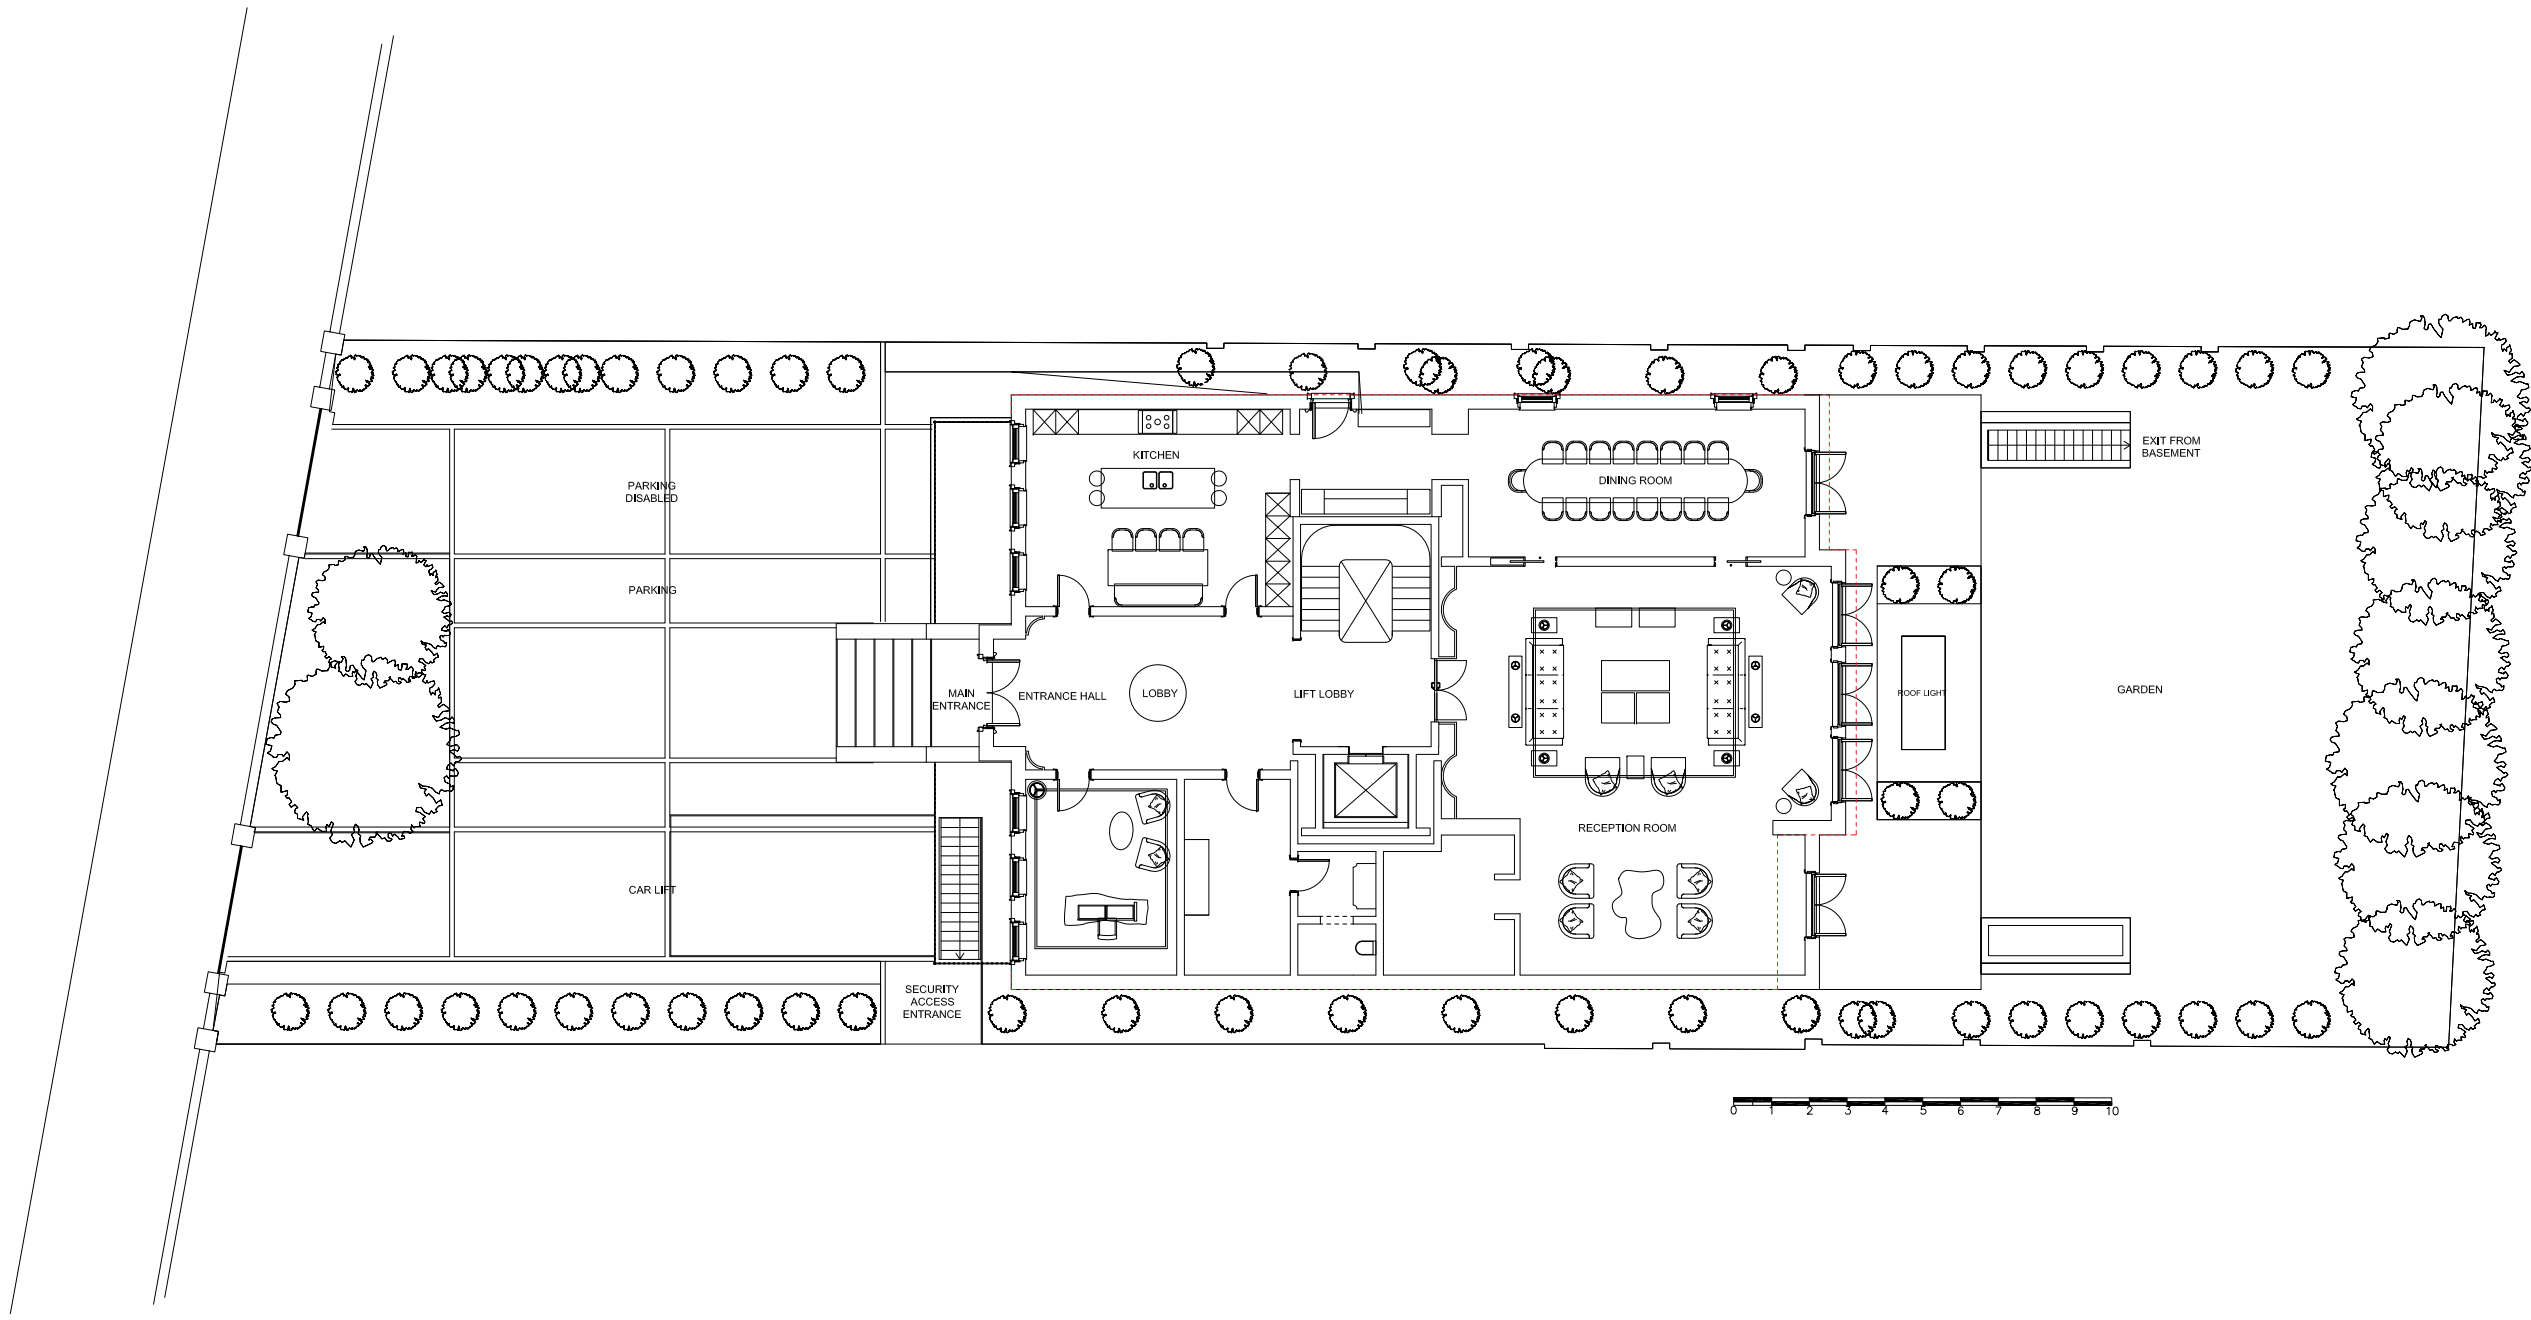 PARKING
DISABLED
PARKING
CAR LIFT
SECURITY
ACCESS
ENTRANCE
MAIN
ENTRANCE
ENTRANCE HALL
KITCHEN
LOBBY
LIFT LOBBY
DINING ROOM
RECEPTION ROOM
ROOF LIGHT
EXIT FROM
BASEMENT
GARDEN
0 1 2 3 4 5 6 7 8 9 10